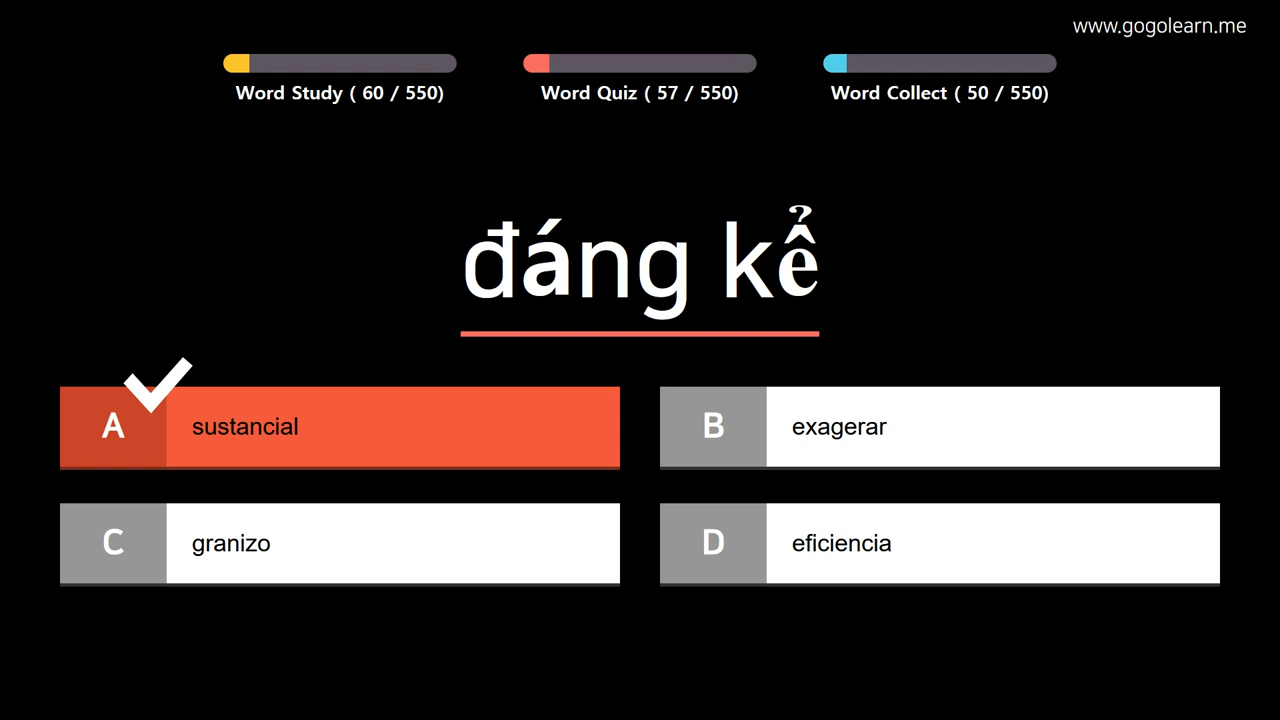 www.gogolearn.me
Word Study ( 60 / 550)
Word Quiz ( 57 / 550)
Word Collect ( 50 / 550)
đáng kể
A
sustancial
B
exagerar
C
granizo
D
eficiencia